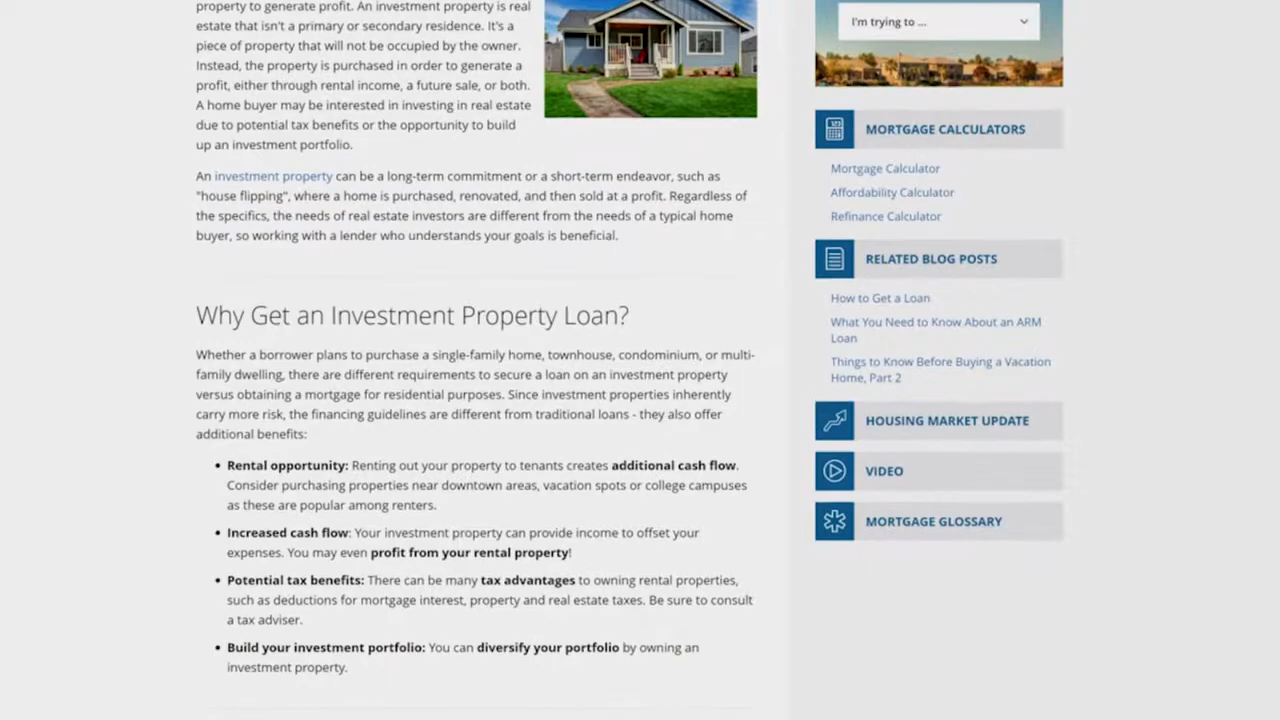 property to generate profit. An investment property is real
estate that isn't a primary or secondary residence. It's a
piece of property that will not be occupied by the owner.
Instead, the property is purchased in order to generate a
profit, either through rental income, a future sale, or both.
A home buyer may be interested in investing in real estate
due to potential tax benefits or the opportunity to build
up an investment portfolio.
An investment property can be a long-term commitment or a short-term endeavor, such as
"house flipping", where a home is purchased, renovated, and then sold at a profit. Regardless of
the specifics, the needs of real estate investors are different from the needs of a typical home
buyer, so working with a lender who understands your goals is beneficial.
Why Get an Investment Property Loan?
Whether a borrower plans to purchase a single-family home, townhouse, condominium, or multi-
family dwelling, there are different requirements to secure a loan on an investment property
versus obtaining a mortgage for residential purposes. Since investment properties inherently
carry more risk, the financing guidelines are different from traditional loans - they also offer
additional benefits:
• Rental opportunity: Renting out your property to tenants creates additional cash flow.
Consider purchasing properties near downtown areas, vacation spots or college campuses
as these are popular among renters.
• Increased cash flow: Your investment property can provide income to offset your
expenses. You may even profit from your rental property!
• Potential tax benefits: There can be many tax advantages to owning rental properties,
such as deductions for mortgage interest, property and real estate taxes. Be sure to consult
a tax adviser.
• Build your investment portfolio: You can diversify your portfolio by owning an
investment property.
I'm trying to ...
MORTGAGE CALCULATORS
Mortgage Calculator
Affordability Calculator
Refinance Calculator
RELATED BLOG POSTS
How to Get a Loan
What You Need to Know About an ARM
Loan
Things to Know Before Buying a Vacation
Home, Part 2
HOUSING MARKET UPDATE
VIDEO
MORTGAGE GLOSSARY